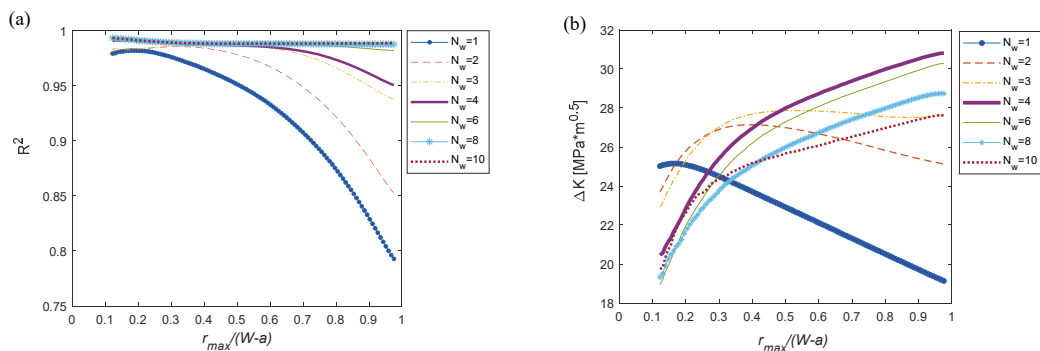 (a)
1
0.95
0.9
0.85
0.8
0.75
R²
0 0.1 0.2 0.3 0.4 0.5 0.6 0.7 0.8 0.9 1
r_max/(W-a)
N_w=1
N_w=2
N_w=3
N_w=4
N_w=6
N_w=8
N_w=10
(b)
32
30
28
26
24
22
20
18
△K [MPa*m^0.5]
0 0.1 0.2 0.3 0.4 0.5 0.6 0.7 0.8 0.9 1
r_max/(W-a)
N_w=1
N_w=2
N_w=3
N_w=4
N_w=6
N_w=8
N_w=10